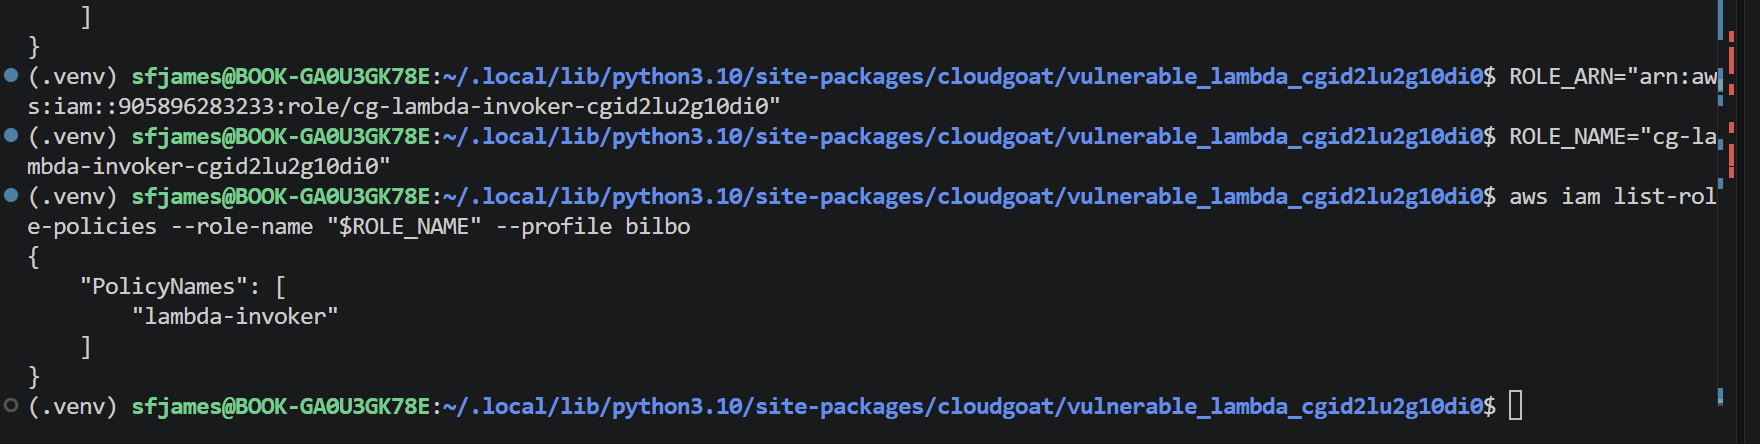 ]
}
(.venv) sfjames@BOOK-GA0U3GK78E:~/.local/lib/python3.10/site-packages/cloudgoat/vulnerable_lambda_cgid2lu2g10di0$ ROLE_ARN="arn:aw
s:iam::905896283233:role/cg-lambda-invoker-cgid2lu2g10di0"
(.venv) sfjames@BOOK-GA0U3GK78E:~/.local/lib/python3.10/site-packages/cloudgoat/vulnerable_lambda_cgid2lu2g10di0$ ROLE_NAME="cg-la
mbda-invoker-cgid2lu2g10di0"
(.venv) sfjames@BOOK-GA0U3GK78E:~/.local/lib/python3.10/site-packages/cloudgoat/vulnerable_lambda_cgid2lu2g10di0$ aws iam list-rol
e-policies --role-name "$ROLE_NAME" --profile bilbo
{
    "PolicyNames": [
        "lambda-invoker"
    ]
}
(.venv) sfjames@BOOK-GA0U3GK78E:~/.local/lib/python3.10/site-packages/cloudgoat/vulnerable_lambda_cgid2lu2g10di0$